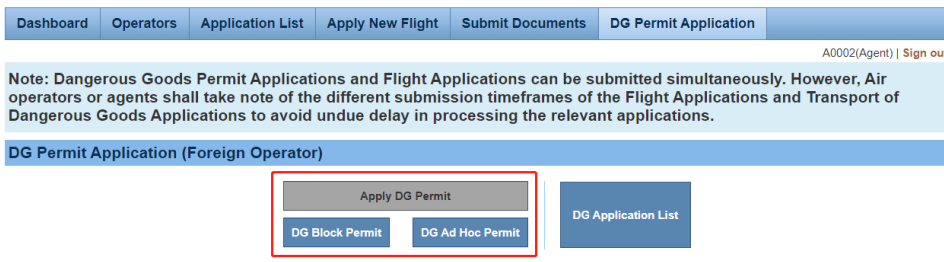 Dashboard Operators Application List Apply New Flight Submit Documents DG Permit Application
A0002(Agent) | Sign ou
Note: Dangerous Goods Permit Applications and Flight Applications can be submitted simultaneously. However, Air
operators or agents shall take note of the different submission timeframes of the Flight Applications and Transport of
Dangerous Goods Applications to avoid undue delay in processing the relevant applications.
DG Permit Application (Foreign Operator)
Apply DG Permit
DG Block Permit DG Ad Hoc Permit
DG Application List